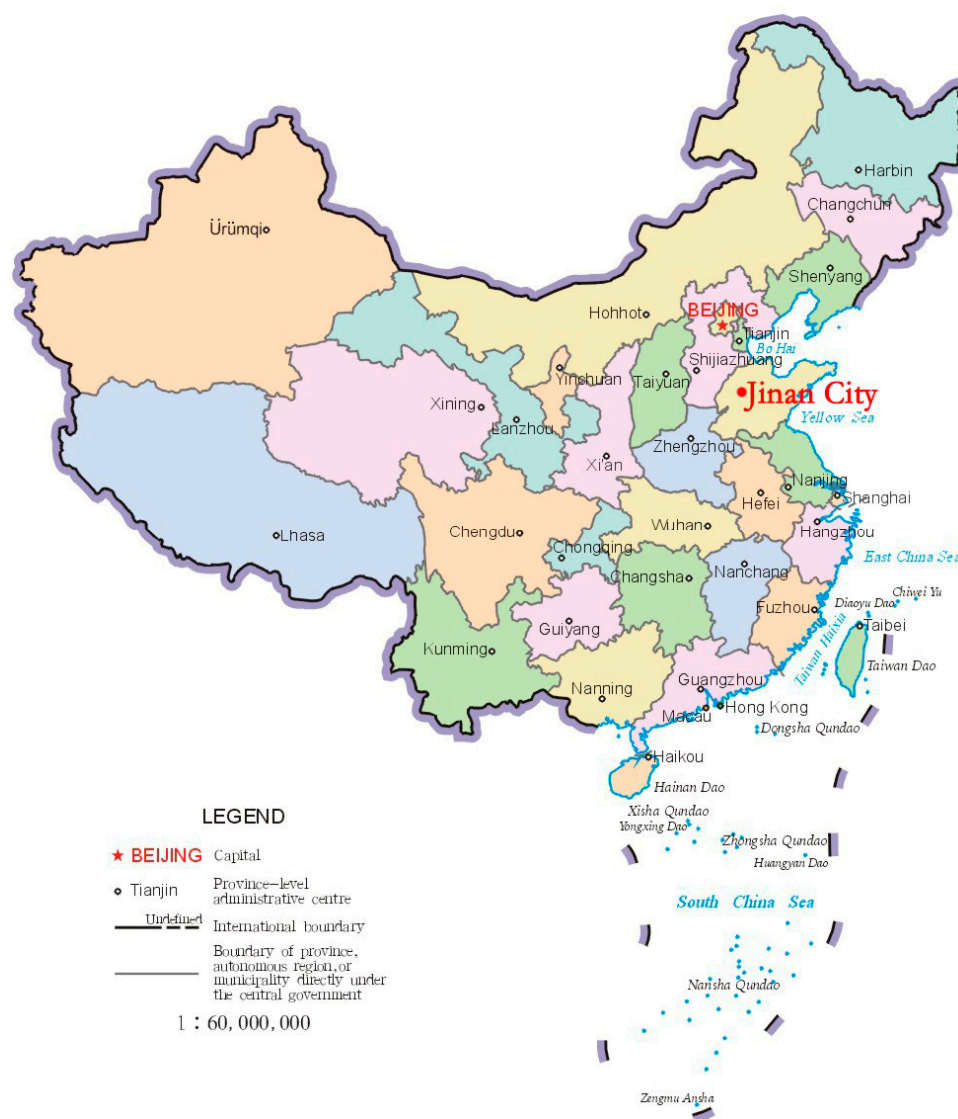 Harbin
Changchun
Ürümqi
Shenyang
Hohhot
BEIJING
Tianjin
Bo Hai
Shijiazhuang
Yinchuan
Taiyuan
Jinan City
Xining
Lanzhou
Yellow Sea
Zhengzhou
Xi'an
Nanjing
Hefei
Shanghai
Wuhan
Lhasa
Chengdu
Hangzhou
Chongqing
East China Sea
Changsha
Nanchang
Chiwei Yu
Diaoyu Dao
Fuzhou
Taibei
Guiyang
Taiwan Haixia
Kunming
Taiwan Dao
Guangzhou
Nanning
Macau
Hong Kong
Dongsha Qundao
Haikou
Hainan Dao
Xisha Qundao
Yongxing Dao
Zhongsha Qundao
Huangyan Dao
South China Sea
Nansha Qundao
Zengmu Ansha
LEGEND
BEIJING Capital
Tianjin Province-level
administrative centre
Undefined International boundary
Boundary of province,
autonomous region, or
municipality directly under
the central government
1 : 60,000,000